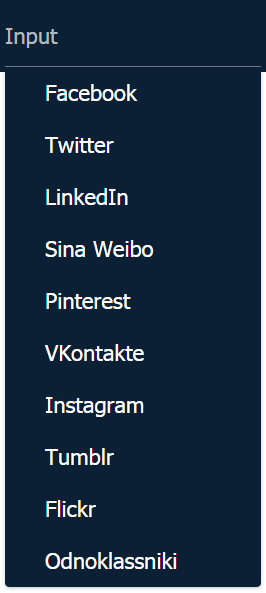 Input
Facebook
Twitter
LinkedIn
Sina Weibo
Pinterest
VKontakte
Instagram
Tumblr
Flickr
Odnoklassniki